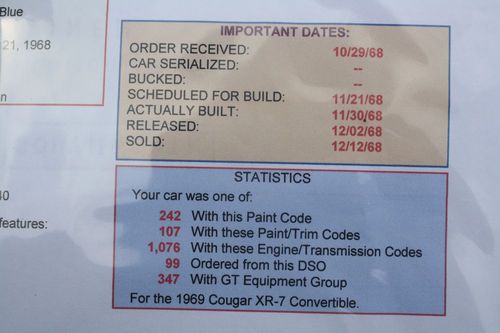 Blue
21, 1968
n
40
features:
IMPORTANT DATES:
ORDER RECEIVED: 10/29/68
CAR SERIALIZED: --
BUCKED: --
SCHEDULED FOR BUILD: 11/21/68
ACTUALLY BUILT: 11/30/68
RELEASED: 12/02/68
SOLD: 12/12/68
STATISTICS
Your car was one of:
242 With this Paint Code
107 With these Paint/Trim Codes
1,076 With these Engine/Transmission Codes
99 Ordered from this DSO
347 With GT Equipment Group
For the 1969 Cougar XR-7 Convertible.